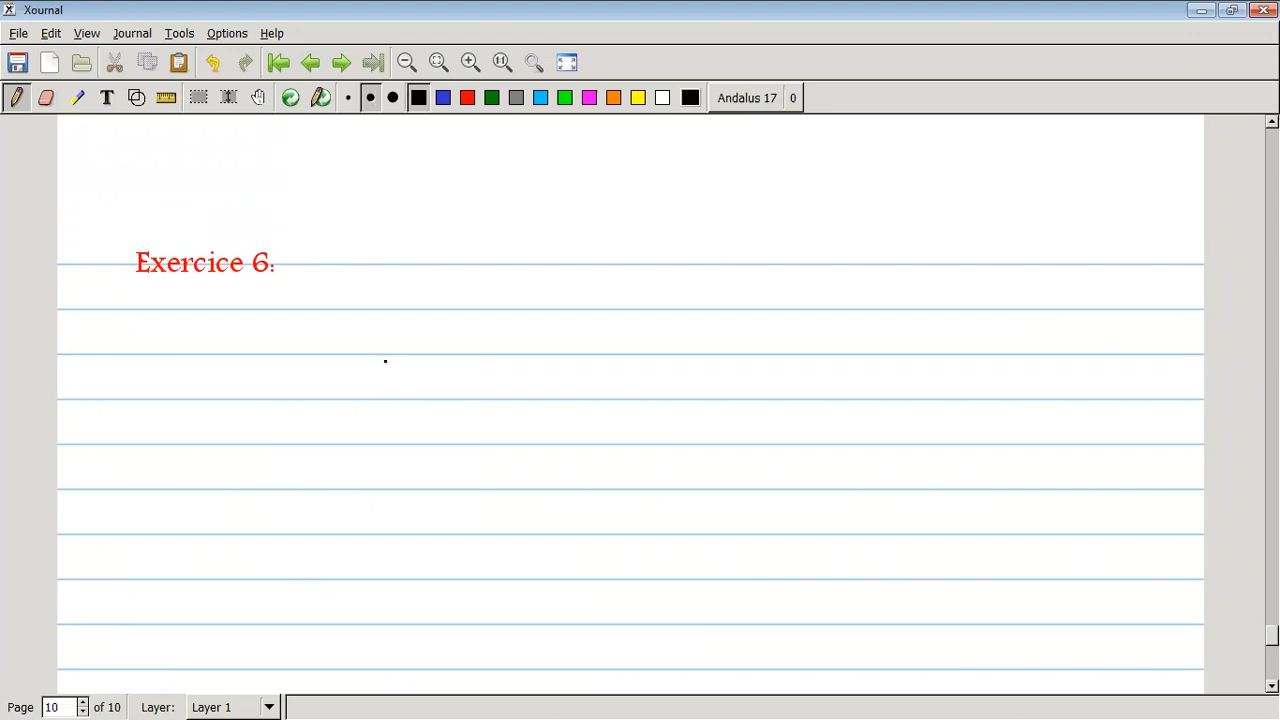 Xournal
File Edit View Journal Tools Options Help
Andalus 17 0
Exercice 6:
Page 10 of 10 Layer: Layer 1